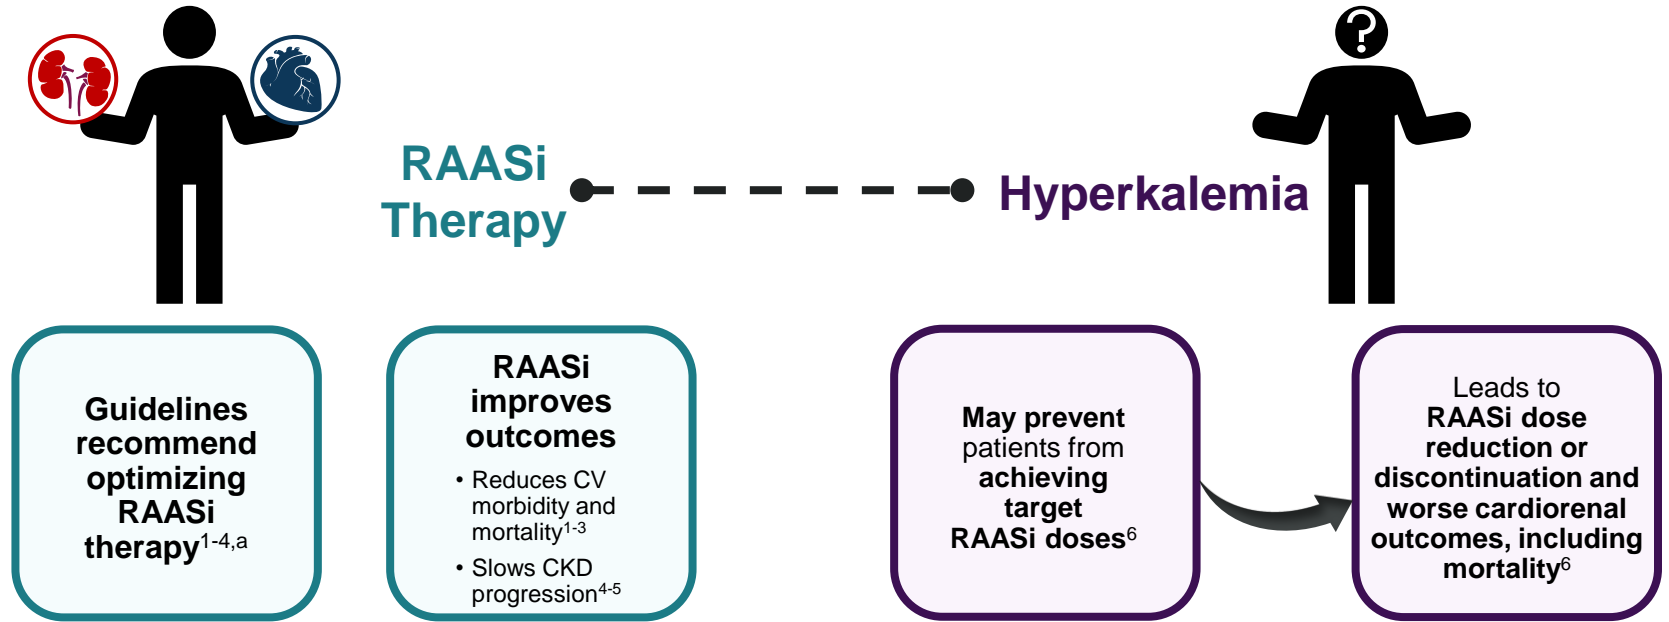 ?
RAASi
Therapy
Hyperkalemia
Guidelines
recommend
optimizing
RAASi
therapy1-4,a
RAASi
improves
outcomes
• Reduces CV
morbidity and
mortality1-3
• Slows CKD
progression4-5
May prevent
patients from
achieving
target
RAASi doses6
Leads to
RAASi dose
reduction or
discontinuation and
worse cardiorenal
outcomes, including
mortality6